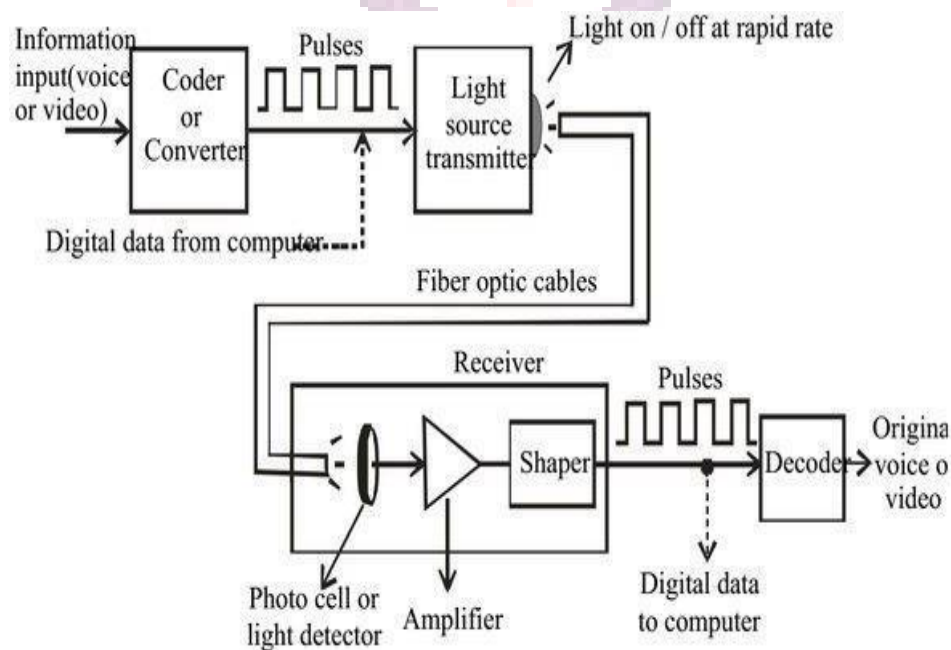 Information
input(voice
or video)
Coder
or
Converter
Pulses
Light
source
transmitte
Light on / off at rapid rate
Digital data from computer
Fiber optic cables
Receiver
Shaper
Pulses
Decode
Origina
voice o
video
Photo cell or
light detector
Amplifier
Digital data
to computer